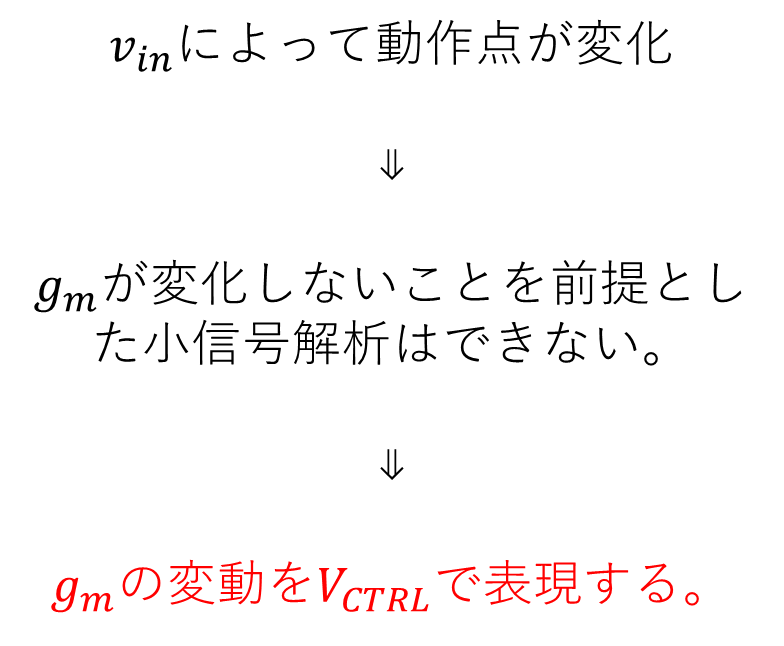 v_inによって動作点が変化
⇓
g_mが変化しないことを前提とし
た小信号解析はできない。
⇓
g_mの変動をV_CTRLで表現する。